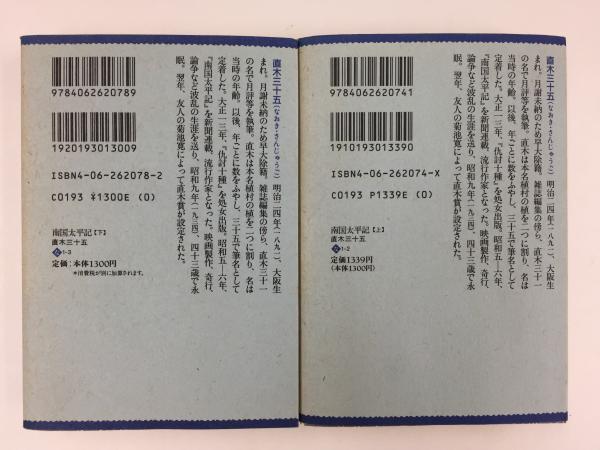 9784062620789
1920193013009
ISBN4-06-262078-2
C0193 ¥1300E (0)
南国太平記〔下〕
直木三十五
な1-3
定価:本体1300円
*消費税が別に加算されます。
直木三十五(なおき・さんじゅうご) 明治二四年(一八九一)、大阪生
まれ。月謝未納のため早大除籍。雑誌編集の傍ら、直木三十一
の名で月評等を執筆。直木は本名植村の植を二つに割り、名は
当時の年齢。以後、年ごとに数をふやし、三十五で筆名として
定着した。大正一三年、『仇討十種』を処女出版。昭和五―六年、
『南国太平記』を新聞連載、流行作家となった。映画製作、奇行、
論争など波乱の生涯を送り、昭和九年(一九三四)、四十三歳で永
眠。翌年、友人の菊池寛によって直木賞が設定された。
9784062620741
1910193013390
ISBN4-06-262074-X
C0193 P1339E (0)
南国太平記〔上〕
直木三十五
な1-2
定価1339円
(本体1300円)
直木三十五(なおき・さんじゅうご) 明治二四年(一八九一)、大阪生
まれ。月謝未納のため早大除籍。雑誌編集の傍ら、直木三十一
の名で月評等を執筆。直木は本名植村の植を二つに割り、名は
当時の年齢。以後、年ごとに数をふやし、三十五で筆名として
定着した。大正一三年、『仇討十種』を処女出版。昭和五―六年、
『南国太平記』を新聞連載、流行作家となった。映画製作、奇行、
論争など波乱の生涯を送り、昭和九年(一九三四)、四十三歳で永
眠。翌年、友人の菊池寛によって直木賞が設定された。